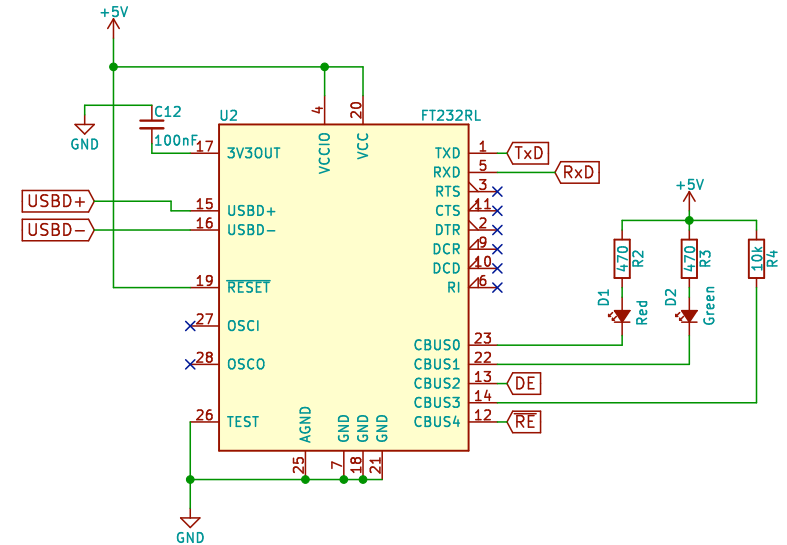 +5V
U2
FT232RL
4
20
C12
100nF
GND
VCCIO
VCC
17
3V3OUT
TXD
1
TxD
RXD
5
RxD
RTS
3
USBD+
15
USBD+
CTS
11
USBD-
16
USBD-
DTR
2
DCR
9
DCD
10
19
RESET
RI
6
+5V
470
R2
470
R3
10k
R4
D1
Red
D2
Green
27
OSCI
CBUS0
23
28
OSCO
CBUS1
22
CBUS2
13
DE
CBUS3
14
26
TEST
CBUS4
12
RE
AGND
GND
GND
GND
25
7
18
21
GND